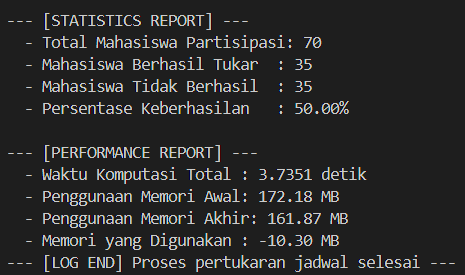 --- [STATISTICS REPORT] ---
- Total Mahasiswa Partisipasi: 70
- Mahasiswa Berhasil Tukar : 35
- Mahasiswa Tidak Berhasil : 35
- Persentase Keberhasilan : 50.00%

--- [PERFORMANCE REPORT] ---
- Waktu Komputasi Total : 3.7351 detik
- Penggunaan Memori Awal: 172.18 MB
- Penggunaan Memori Akhir: 161.87 MB
- Memori yang Digunakan : -10.30 MB
--- [LOG END] Proses pertukaran jadwal selesai ---